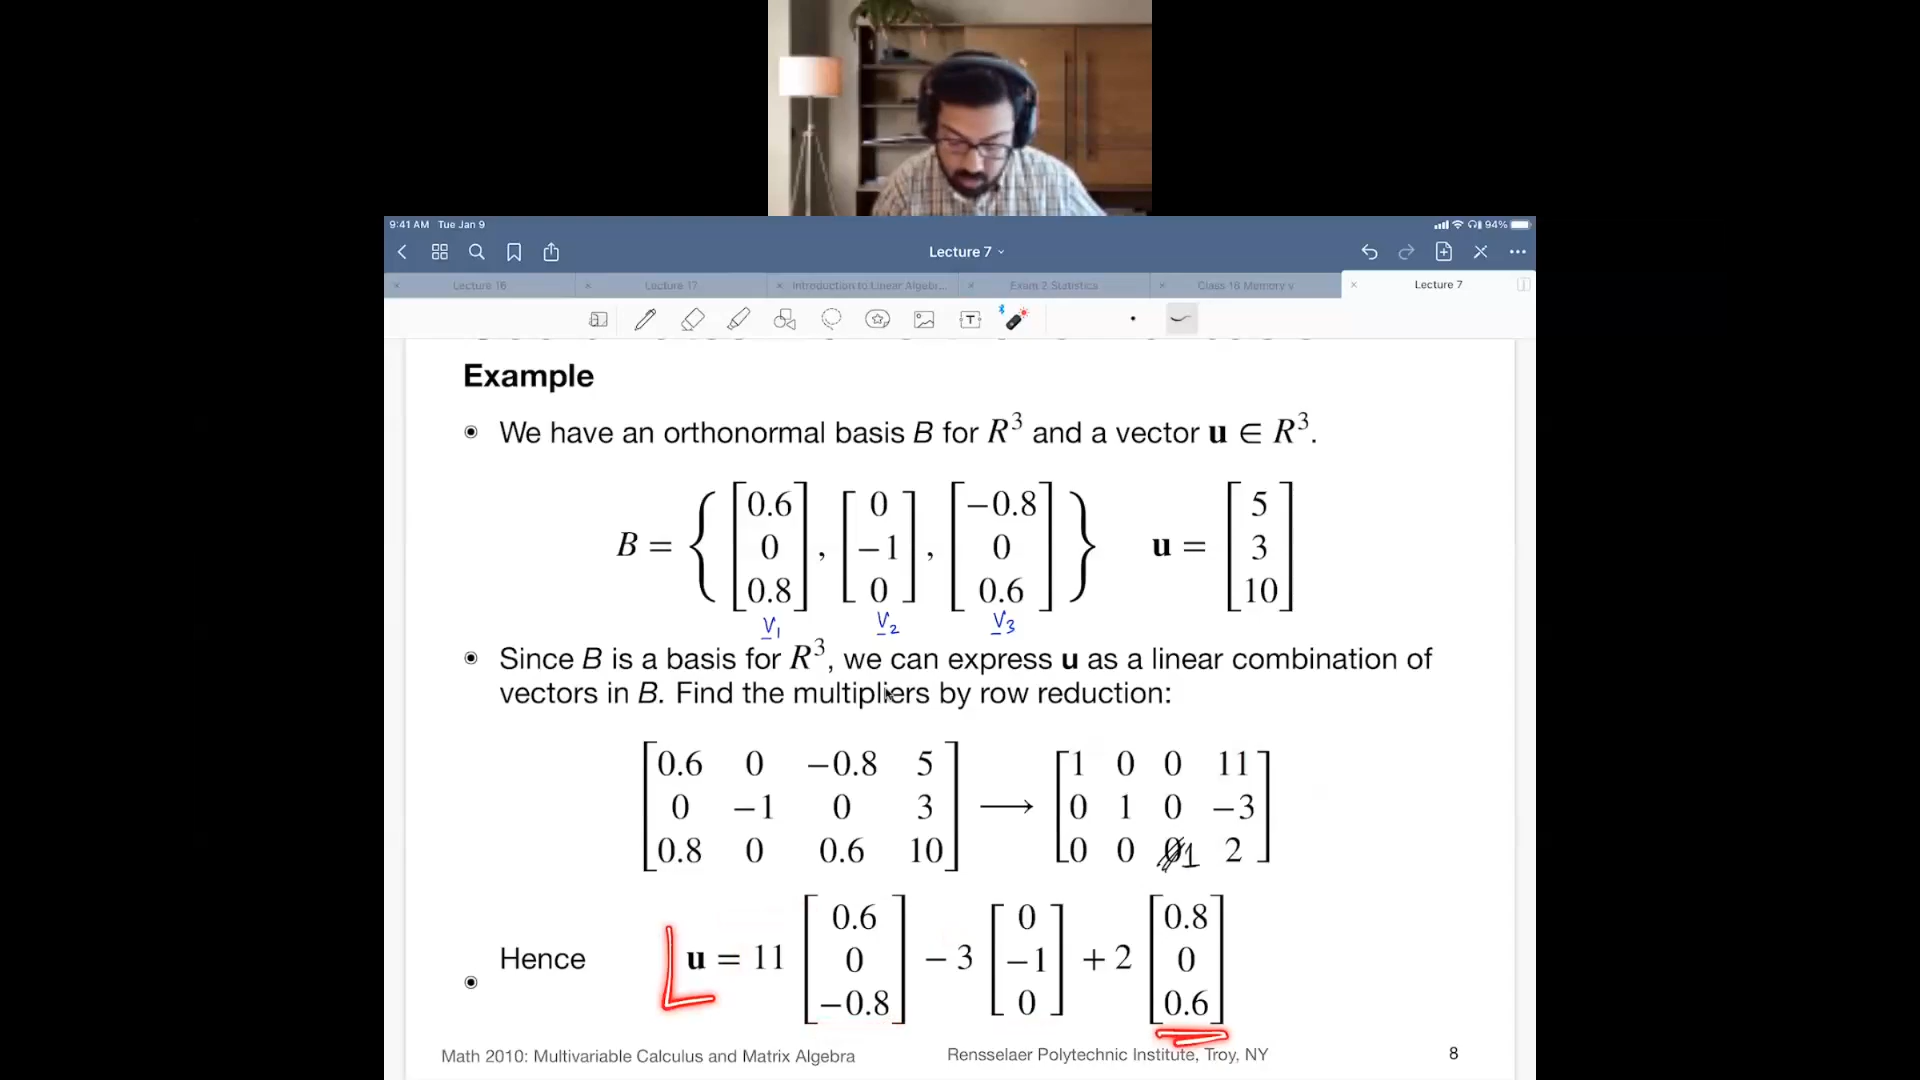 9:41 AM Tue Jan 9 94%
Lecture 7
Lecture 16 Lecture 17 Introduction to Linear Algebr... Exam 2 Statistics Class 18 Memory v Lecture 7
Example
We have an orthonormal basis B for R³ and a vector u ∈ R³.
B = { [0.6 0 0.8], [0 −1 0], [−0.8 0 0.6] } u = [5 3 10]
v₁ v₂ v₃
Since B is a basis for R³, we can express u as a linear combination of
vectors in B. Find the multipliers by row reduction:
0.6 0 −0.8 5 1 0 0 11
0 −1 0 3 ⟶ 0 1 0 −3
0.8 0 0.6 10 0 0 0 1 2
Hence u = 11 [0.6 0 −0.8] − 3 [0 −1 0] + 2 [0.8 0 0.6]
Math 2010: Multivariable Calculus and Matrix Algebra Rensselaer Polytechnic Institute, Troy, NY 8